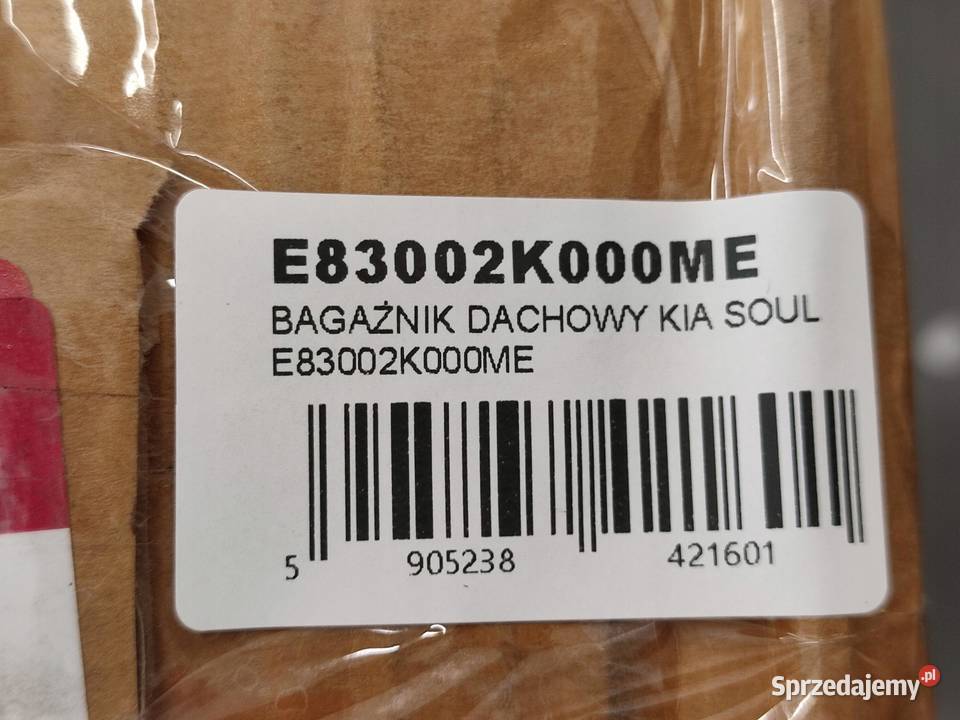 E83002K000ME
BAGAŻNIK DACHOWY KIA SOUL
E83002K000ME
5 905238 421601
Sprzedajemy.pl